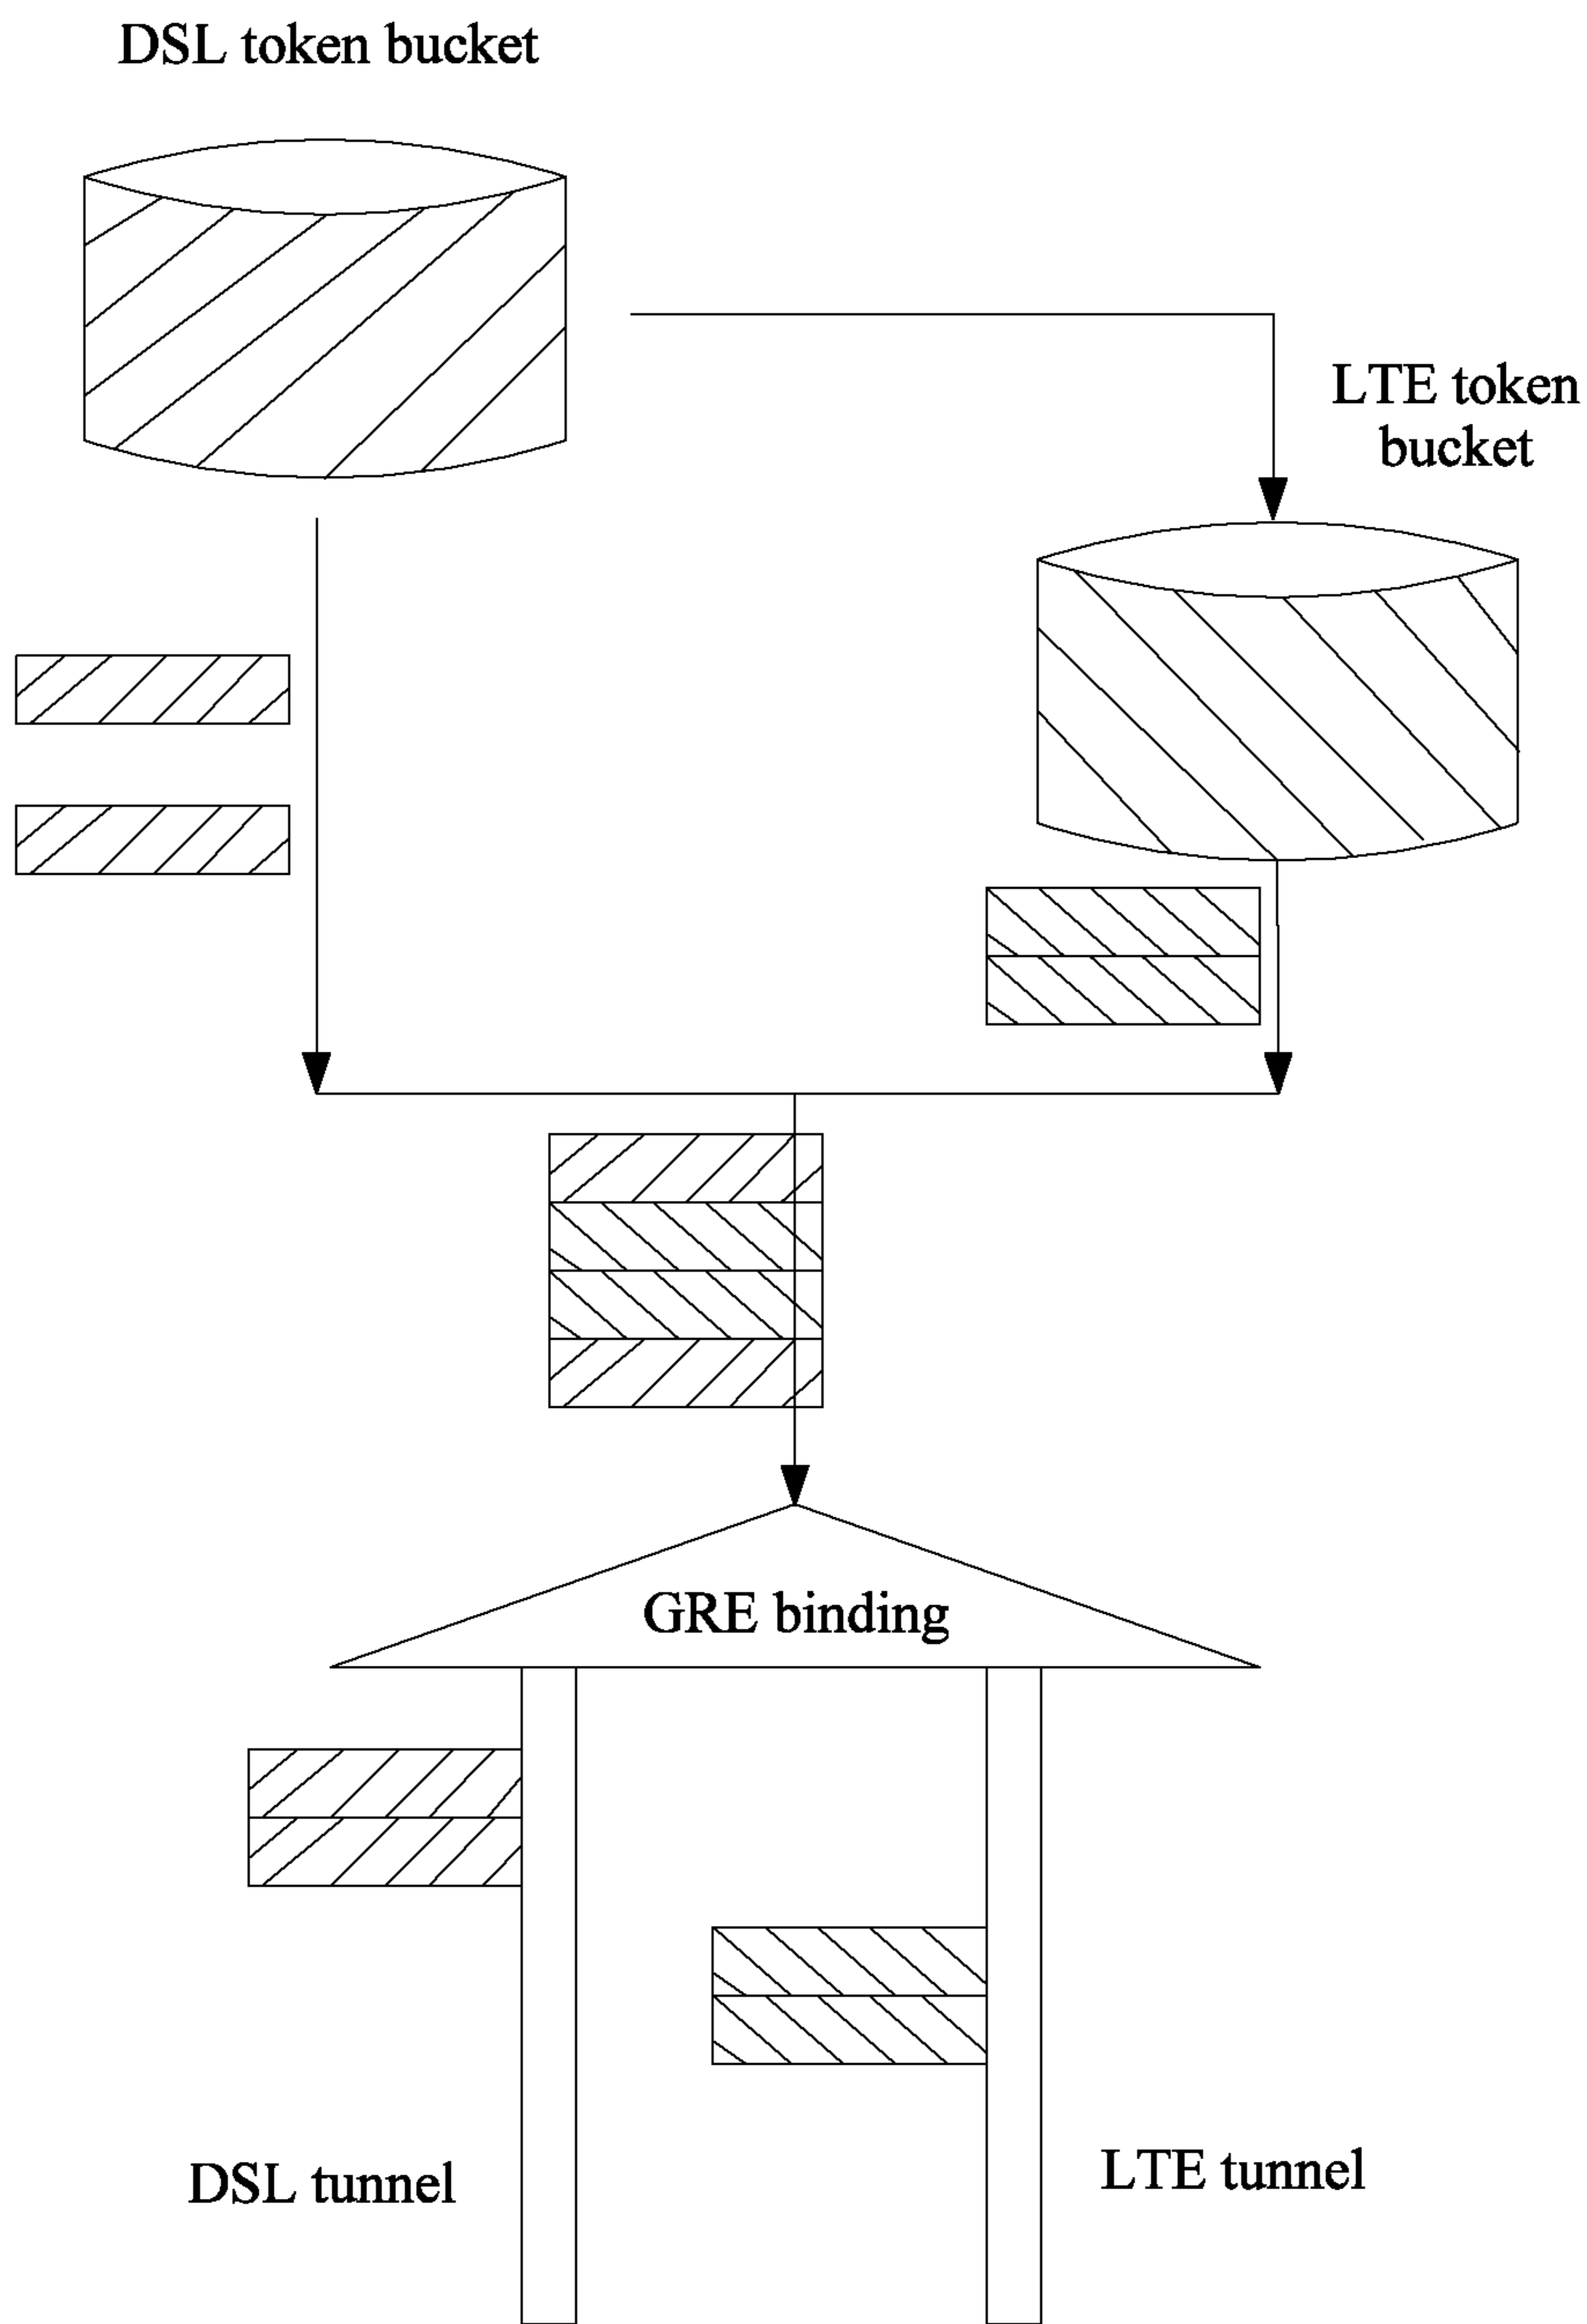 DSL token bucket
LTE token
bucket
GRE binding
DSL tunnel
LTE tunnel